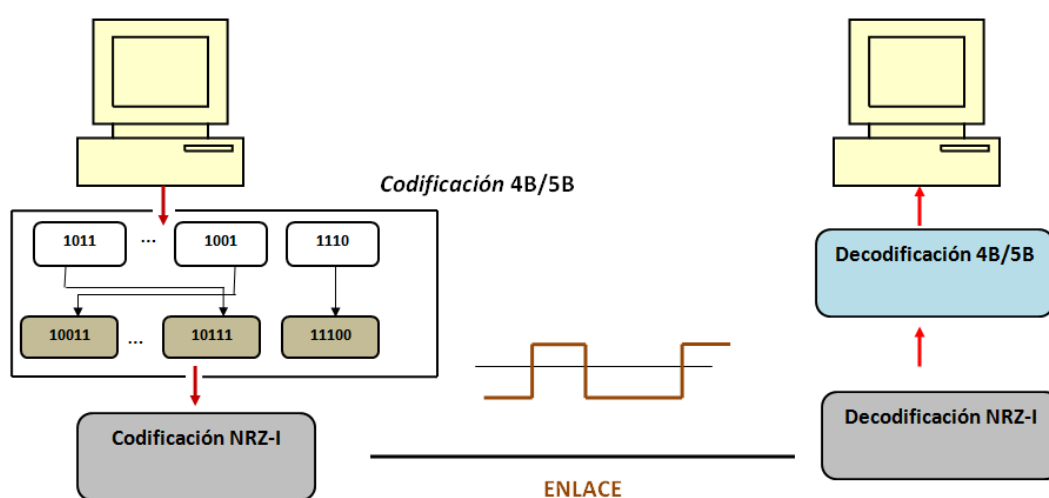 Codificación 4B/5B
1011 ... 1001 1110
10011 ... 10111 11100
Codificación NRZ-I
ENLACE
Decodificación 4B/5B
Decodificación NRZ-I